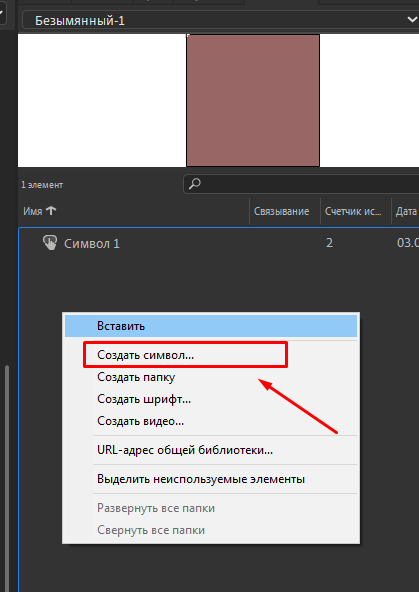 Безымянный-1
1 элемент
Имя Связывание Счетчик ис... Дата
Символ 1 2 03.0
Вставить
Создать символ...
Создать папку
Создать шрифт...
Создать видео...
URL-адрес общей библиотеки...
Выделить неиспользуемые элементы
Развернуть все папки
Свернуть все папки